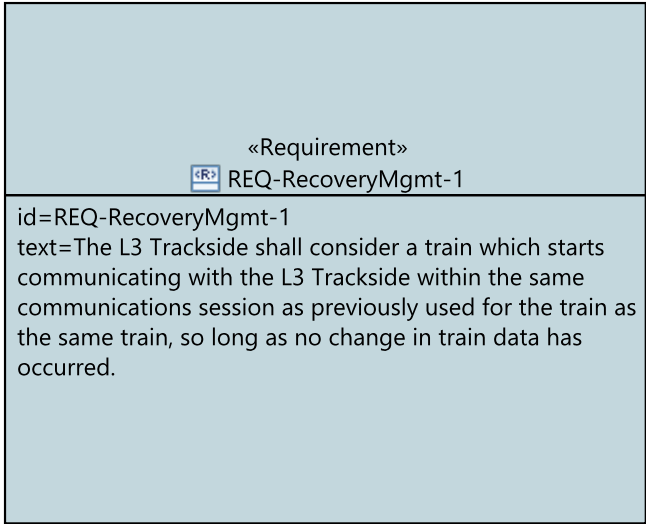 «Requirement»
<R> REQ-RecoveryMgmt-1
id=REQ-RecoveryMgmt-1
text=The L3 Trackside shall consider a train which starts
communicating with the L3 Trackside within the same
communications session as previously used for the train as
the same train, so long as no change in train data has
occurred.